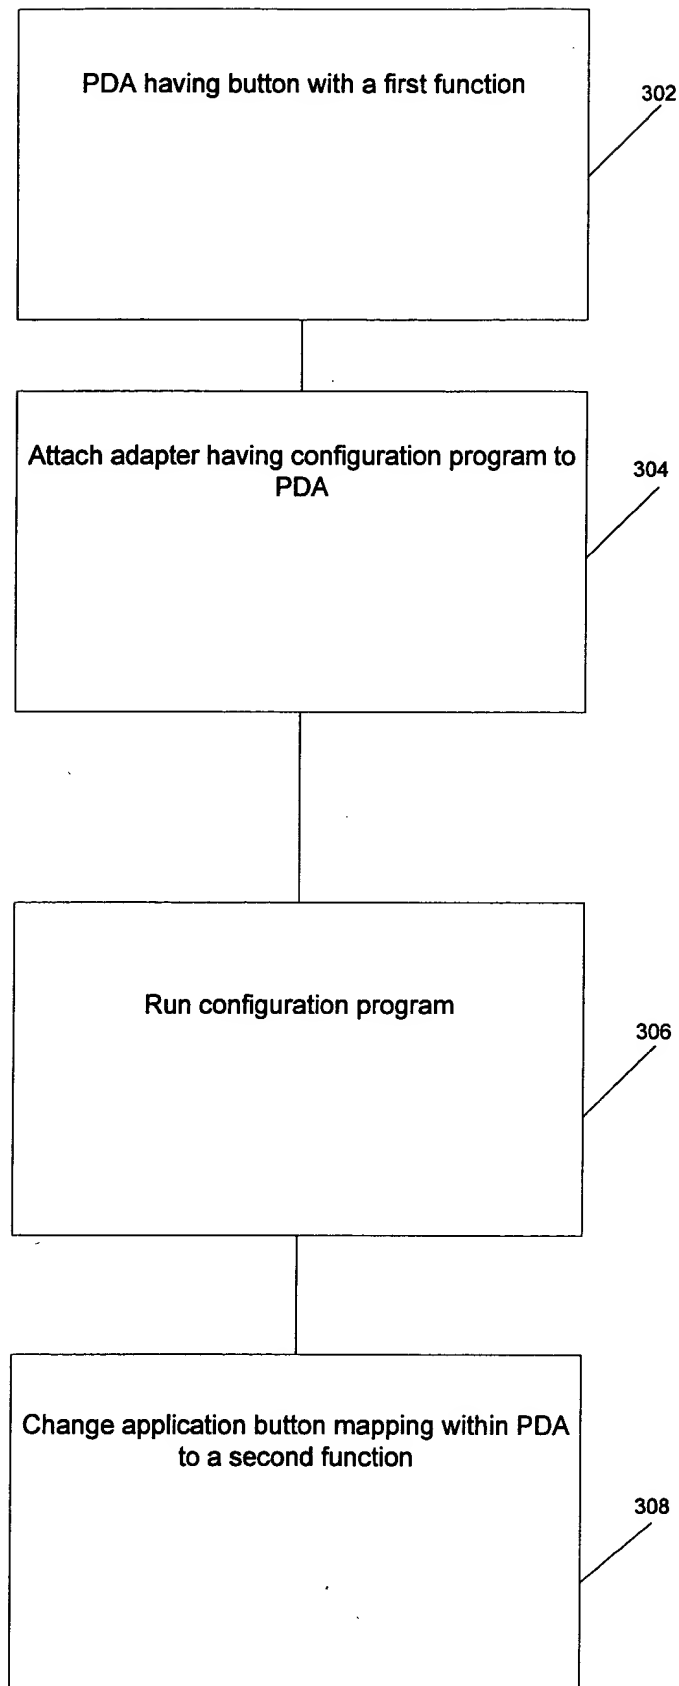 PDA having button with a first function
302
Attach adapter having configuration program to
PDA
304
Run configuration program
306
Change application button mapping within PDA
to a second function
308